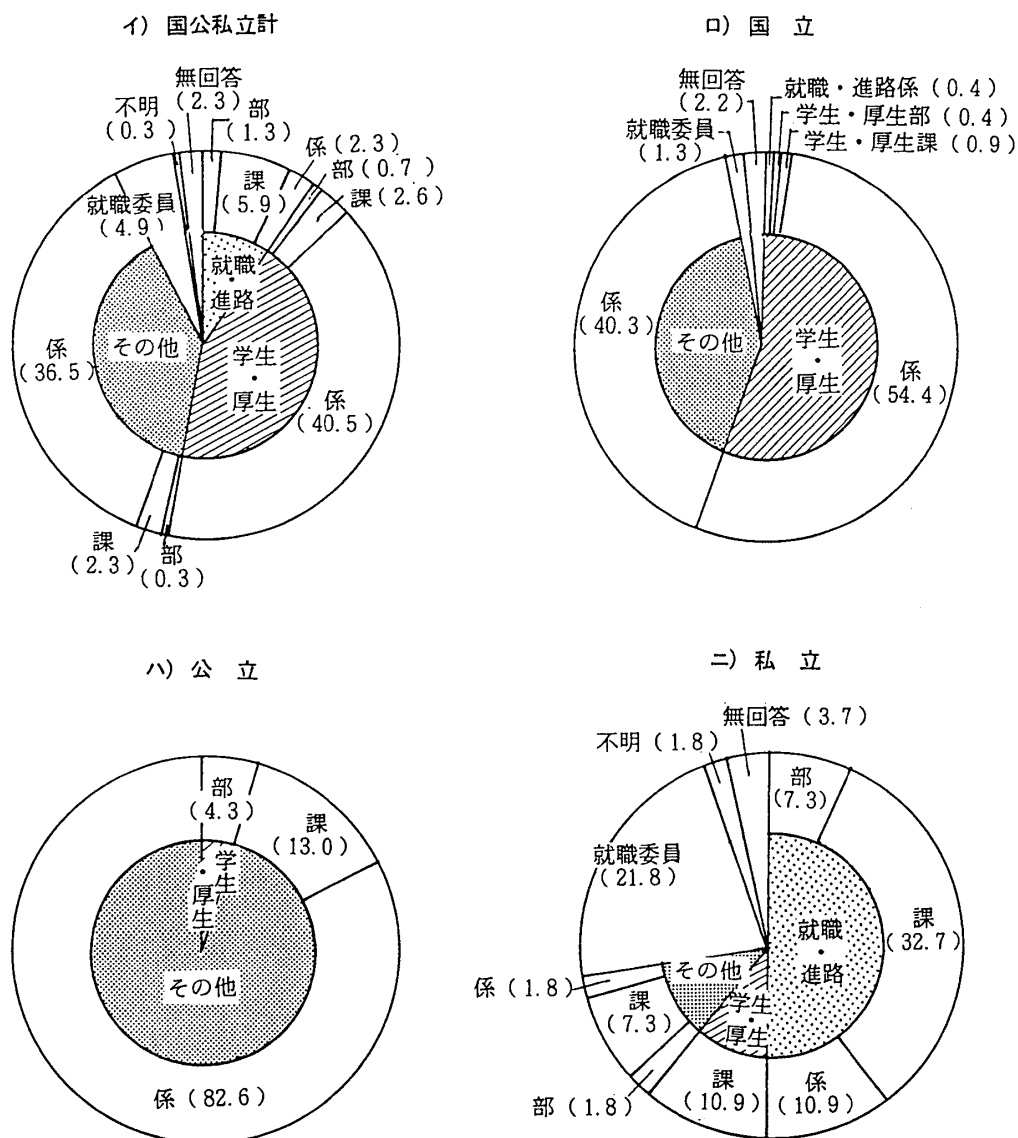 イ) 国公私立計
無回答
(2.3)
不明
(0.3)
部
(1.3)
係(2.3)
部(0.7)
課(2.6)
課
(5.9)
就職委員
(4.9)
就職
・
進路
その他
学生
・
厚生
係
(36.5)
係
(40.5)
課
(2.3)
部
(0.3)
ロ) 国 立
無回答
(2.2)
就職委員
(1.3)
就職・進路係(0.4)
学生・厚生部(0.4)
学生・厚生課(0.9)
係
(40.3)
その他
学生
・
厚生
係
(54.4)
ハ) 公 立
部
(4.3)
課
(13.0)
学生
・厚生
その他
係(82.6)
ニ) 私 立
無回答(3.7)
不明(1.8)
部
(7.3)
就職委員
(21.8)
課
(32.7)
就職
・
進路
その他
学生
・
厚生
係(1.8)
課
(7.3)
部(1.8)
課
(10.9)
係
(10.9)